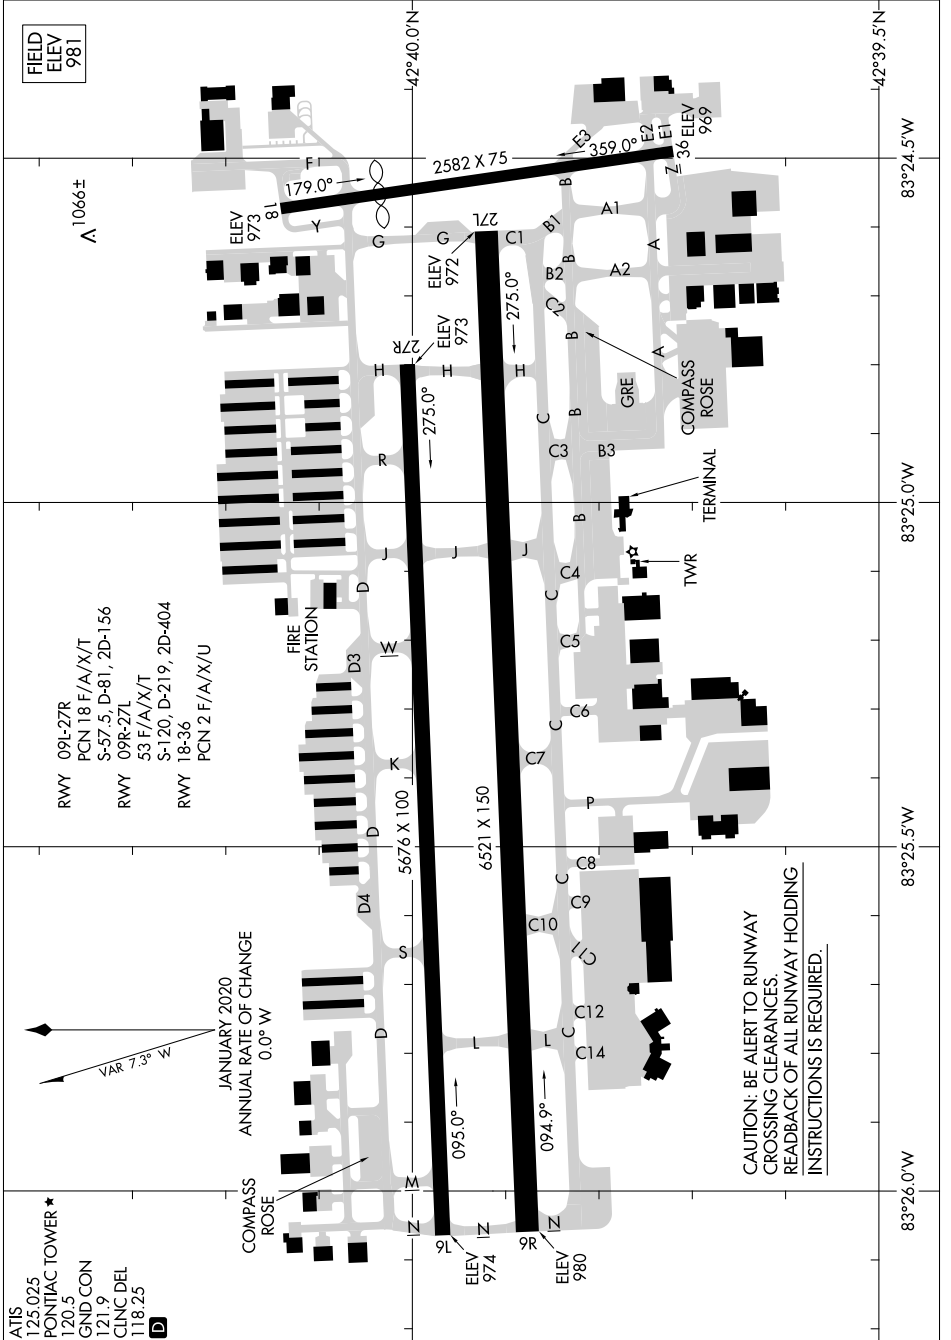 ATIS
125.025
PONTIAC TOWER ★
120.5
GND CON
121.9
CLNC DEL
118.25
D
JANUARY 2020
ANNUAL RATE OF CHANGE
0.0° W
VAR 7.3° W
RWY 09L-27R
PCN 18 F/A/X/T
S-57.5, D-81, 2D-156
RWY 09R-27L
53 F/A/X/T
S-120, D-219, 2D-404
RWY 18-36
PCN 2 F/A/X/U
1066±
FIELD
ELEV
981
COMPASS
ROSE
FIRE
STATION
D
D4
D
D3
D
N
M
S
K
W
J
R
H
G
Y
F
18
ELEV
973
179.0°
2582 X 75
359.0°
36
ELEV
969
E3
E2
E1
Z
9L
ELEV
974
095.0°
5676 X 100
275.0°
27R
ELEV
973
N
L
J
H
G
9R
ELEV
980
094.9°
6521 X 150
275.0°
27L
ELEV
972
N
L
C10
C7
J
H
C1
C
C
C
C
C
C14
C12
C11
C9
C8
P
C6
C5
C4
C3
C2
B
B
B
B
B
B3
B2
B1
A2
A1
A
A
GRE
COMPASS
ROSE
TERMINAL
TWR
CAUTION: BE ALERT TO RUNWAY
CROSSING CLEARANCES.
READBACK OF ALL RUNWAY HOLDING
INSTRUCTIONS IS REQUIRED.
42°40.0'N
42°39.5'N
83°26.0'W
83°25.5'W
83°25.0'W
83°24.5'W